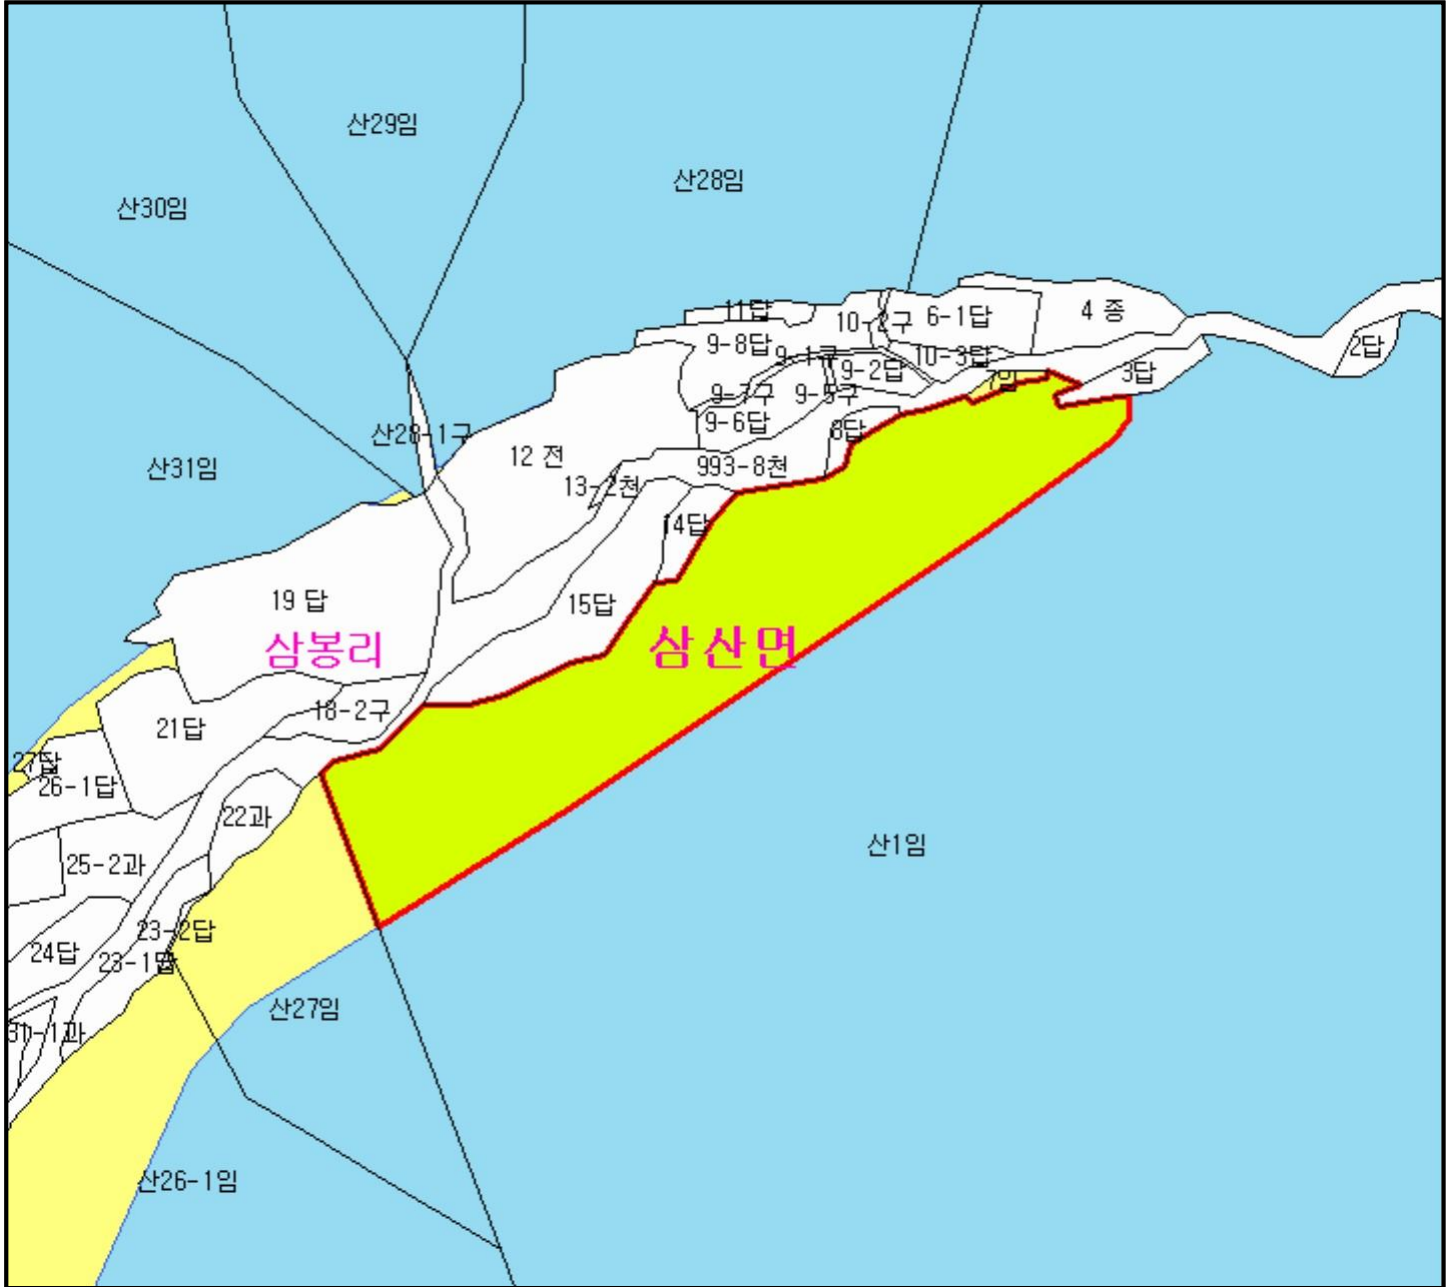 산29임
산28임
산30임
11답
10-2구
6-1답
4 종
9-8답
9-1구
10-3답
2답
9-2답
3답
9-7구
9-5구
9-6답
8답
산28-1구
12 전
산31임
993-8천
13-2천
14답
19 답
15답
삼봉리
삼산면
18-2구
21답
27답
26-1답
22과
산1임
25-2과
23-2답
24답
23-1답
산27임
산26-1임